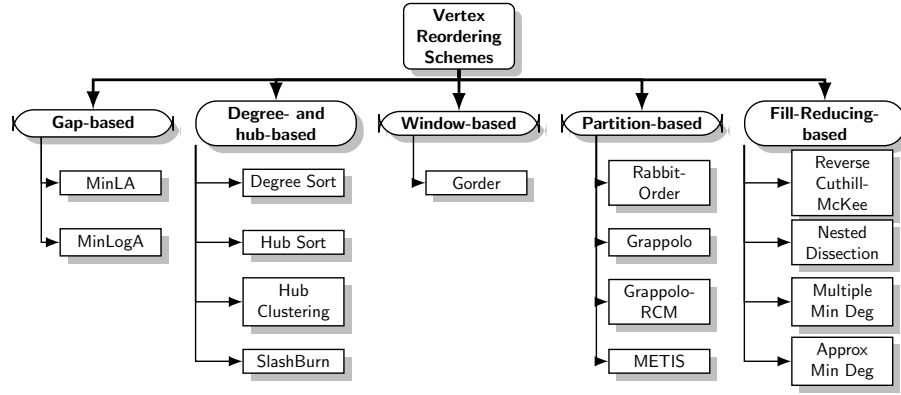 Vertex
Reordering
Schemes
Gap-based
Degree- and
hub-based
Window-based
Partition-based
Fill-Reducing-
based
MinLA
MinLogA
Degree Sort
Hub Sort
Hub
Clustering
SlashBurn
Gorder
Rabbit-
Order
Grappolo
Grappolo-
RCM
METIS
Reverse
Cuthill-
McKee
Nested
Dissection
Multiple
Min Deg
Approx
Min Deg